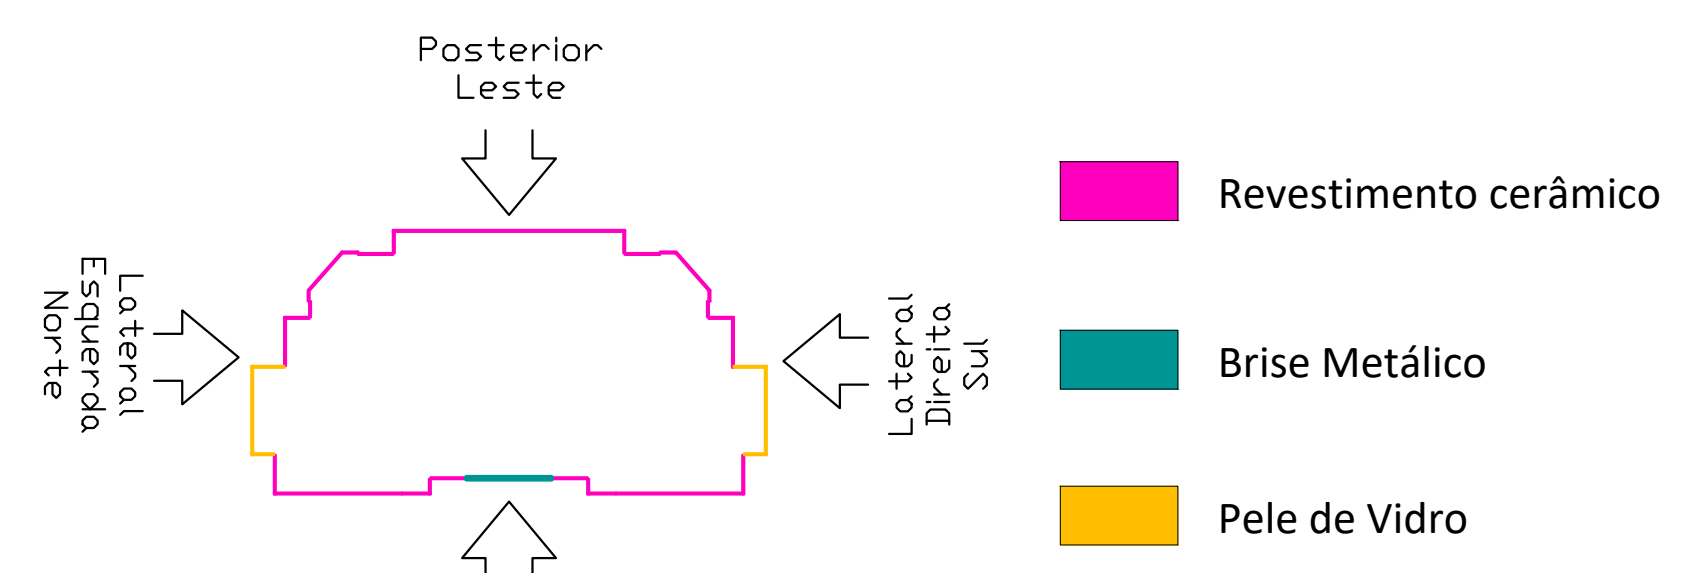 Posterior
Leste
Lateral
Esquerda
Norte
Lateral
Direita
Sul
Revestimento cerâmico
Brise Metálico
Pele de Vidro